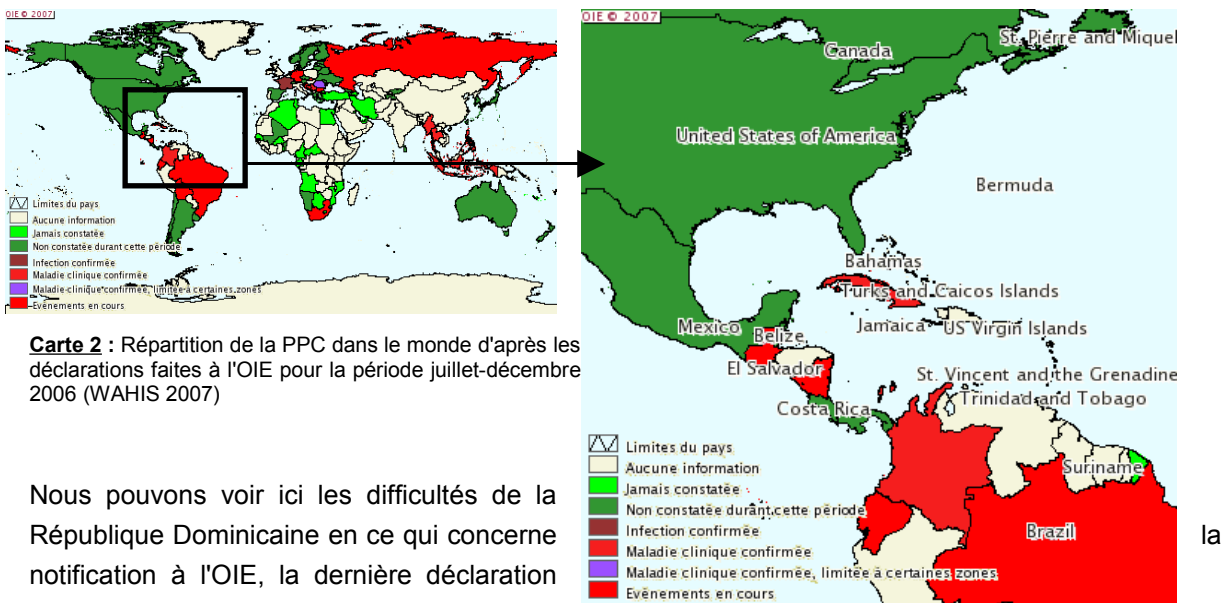 OIE © 2007
Limites du pays
Aucune information
Jamais constatée
Non constatée durant cette période
Infection confirmée
Maladie clinique confirmée
Maladie clinique confirmée, limitée à certaines zones
Evénements en cours
OIE © 2007
Canada
St. Pierre and Miquel
United States of America
Bermuda
Bahamas
Turks and Caicos Islands
Mexico
Belize
Jamaica
US Virgin Islands
El Salvador
St. Vincent and the Grenadine
Trinidad and Tobago
Costa Rica
Suriname
Brazil
Limites du pays
Aucune information
Jamais constatée
Non constatée durant cette période
Infection confirmée
Maladie clinique confirmée
Maladie clinique confirmée, limitée à certaines zones
Evénements en cours
Carte 2 : Répartition de la PPC dans le monde d'après les
déclarations faites à l'OIE pour la période juillet-décembre
2006 (WAHIS 2007)
Nous pouvons voir ici les difficultés de la
République Dominicaine en ce qui concerne la
notification à l'OIE, la dernière déclaration